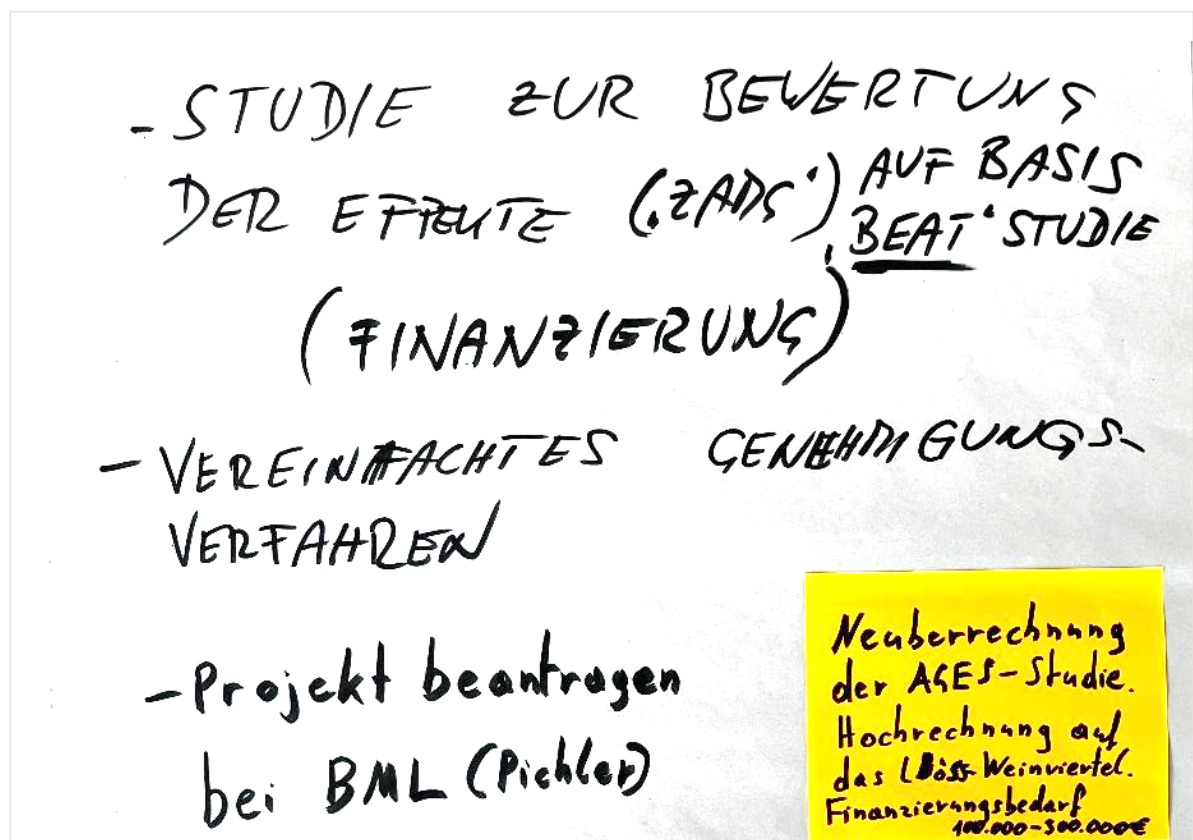 - STUDIE ZUR BEWERTUNG
DER EFFEKTE ("ZADS") AUF BASIS
"BEAT" STUDIE
(FINANZIERUNG)
- VEREINFACHTES GENEHMIGUNGS-
VERFAHREN
- Projekt beantragen
bei BML (Pichler)
Neuberrechnung
der AGES-Studie.
Hochrechnung auf
das Löss-Weinviertel.
Finanzierungsbedarf
100.000-300.000€